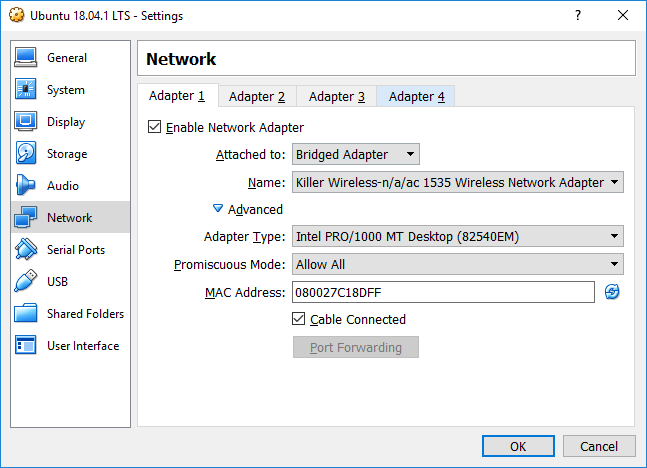 Ubuntu 18.04.1 LTS - Settings
?
General
System
Display
Storage
Audio
Network
Serial Ports
USB
Shared Folders
User Interface
Network
Adapter 1 Adapter 2 Adapter 3 Adapter 4
Enable Network Adapter
Attached to: Bridged Adapter
Name: Killer Wireless-n/a/ac 1535 Wireless Network Adapter
Advanced
Adapter Type: Intel PRO/1000 MT Desktop (82540EM)
Promiscuous Mode: Allow All
MAC Address: 080027C18DFF
Cable Connected
Port Forwarding
OK Cancel